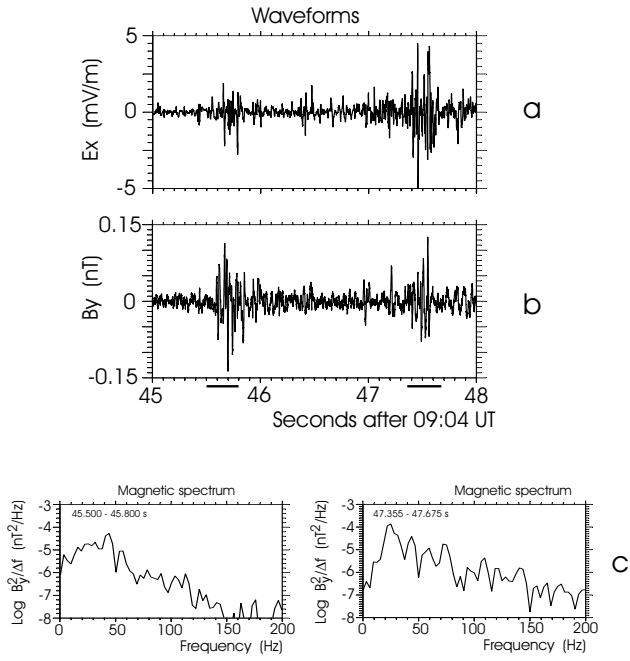 Waveforms
5
0
-5
Ex (mV/m)
a
0.15
0
-0.15
By (nT)
b
45 46 47 48
Seconds after 09:04 UT
Magnetic spectrum
45.500 - 45.800 s
-3
-4
-5
-6
-7
-8
Log B²y/Δf (nT²/Hz)
0 50 100 150 200
Frequency (Hz)
Magnetic spectrum
47.355 - 47.675 s
-3
-4
-5
-6
-7
-8
Log B²y/Δf (nT²/Hz)
0 50 100 150 200
Frequency (Hz)
c